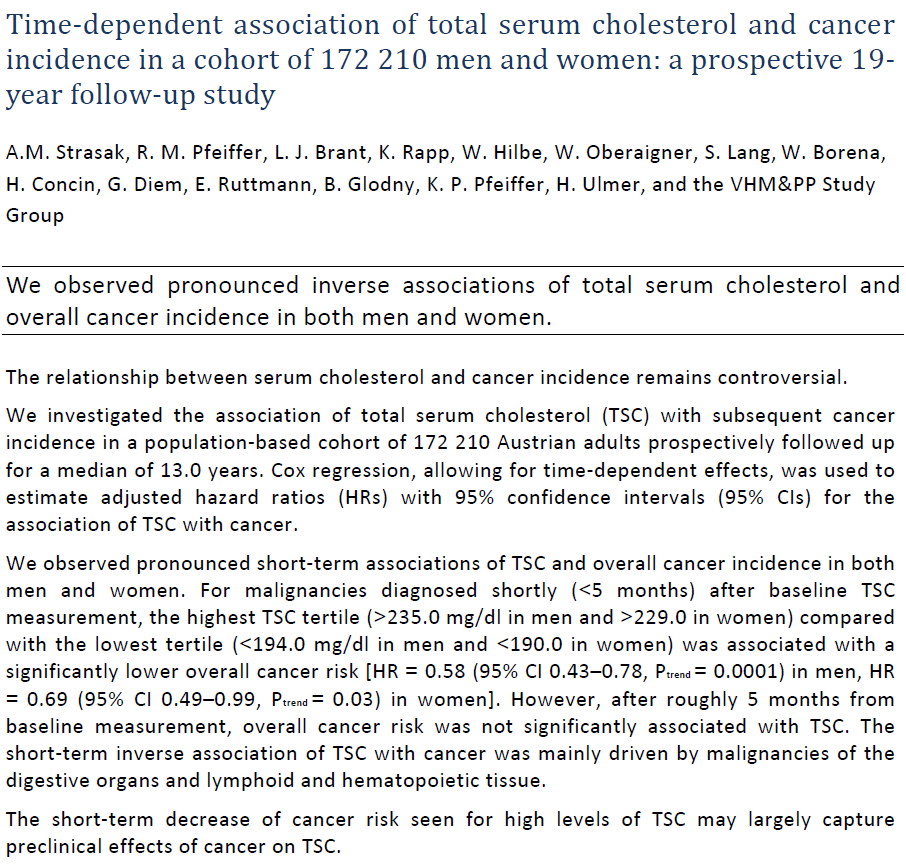 Time-dependent association of total serum cholesterol and cancer
incidence in a cohort of 172 210 men and women: a prospective 19-
year follow-up study
A.M. Strasak, R. M. Pfeiffer, L. J. Brant, K. Rapp, W. Hilbe, W. Oberaigner, S. Lang, W. Borena,
H. Concin, G. Diem, E. Ruttmann, B. Glodny, K. P. Pfeiffer, H. Ulmer, and the VHM&PP Study
Group
We observed pronounced inverse associations of total serum cholesterol and
overall cancer incidence in both men and women.
The relationship between serum cholesterol and cancer incidence remains controversial.
We investigated the association of total serum cholesterol (TSC) with subsequent cancer
incidence in a population-based cohort of 172 210 Austrian adults prospectively followed up
for a median of 13.0 years. Cox regression, allowing for time-dependent effects, was used to
estimate adjusted hazard ratios (HRs) with 95% confidence intervals (95% CIs) for the
association of TSC with cancer.
We observed pronounced short-term associations of TSC and overall cancer incidence in both
men and women. For malignancies diagnosed shortly (<5 months) after baseline TSC
measurement, the highest TSC tertile (>235.0 mg/dl in men and >229.0 in women) compared
with the lowest tertile (<194.0 mg/dl in men and <190.0 in women) was associated with a
significantly lower overall cancer risk [HR = 0.58 (95% CI 0.43–0.78, Ptrend = 0.0001) in men, HR
= 0.69 (95% CI 0.49–0.99, Ptrend = 0.03) in women]. However, after roughly 5 months from
baseline measurement, overall cancer risk was not significantly associated with TSC. The
short-term inverse association of TSC with cancer was mainly driven by malignancies of the
digestive organs and lymphoid and hematopoietic tissue.
The short-term decrease of cancer risk seen for high levels of TSC may largely capture
preclinical effects of cancer on TSC.